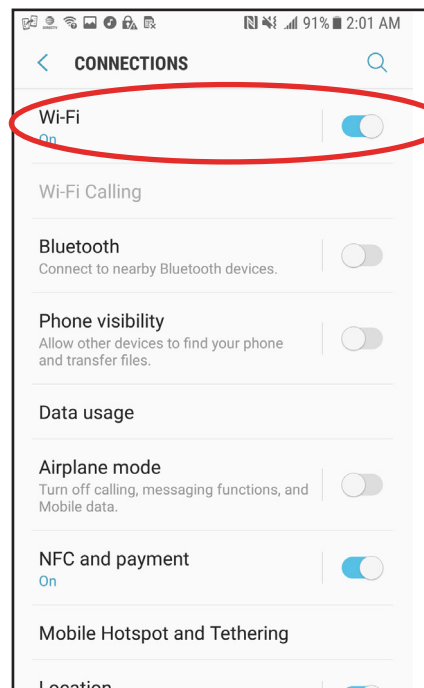 91% 2:01 AM
CONNECTIONS
Wi-Fi
On
Wi-Fi Calling
Bluetooth
Connect to nearby Bluetooth devices.
Phone visibility
Allow other devices to find your phone
and transfer files.
Data usage
Airplane mode
Turn off calling, messaging functions, and
Mobile data.
NFC and payment
On
Mobile Hotspot and Tethering
Location